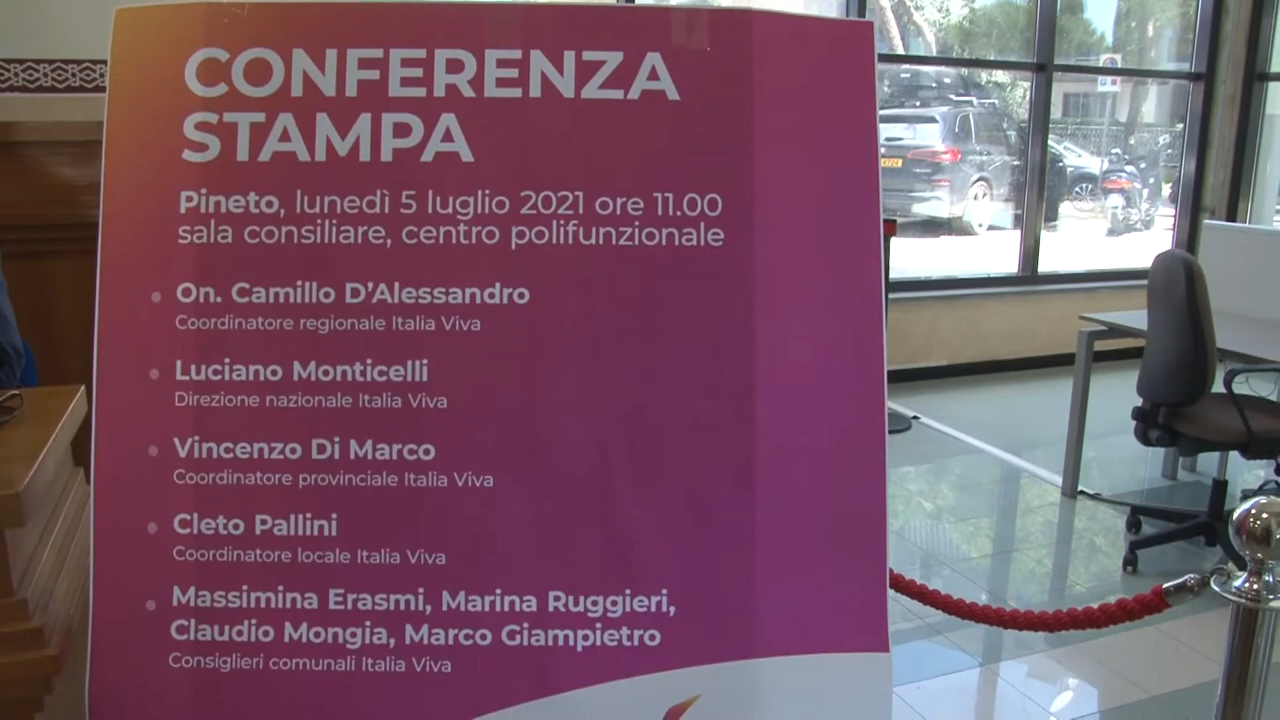 CONFERENZA
STAMPA
Pineto, lunedì 5 luglio 2021 ore 11.00
sala consiliare, centro polifunzionale
On. Camillo D'Alessandro
Coordinatore regionale Italia Viva
Luciano Monticelli
Direzione nazionale Italia Viva
Vincenzo Di Marco
Coordinatore provinciale Italia Viva
Cleto Pallini
Coordinatore locale Italia Viva
Massimina Erasmi, Marina Ruggieri,
Claudio Mongia, Marco Giampietro
Consiglieri comunali Italia Viva